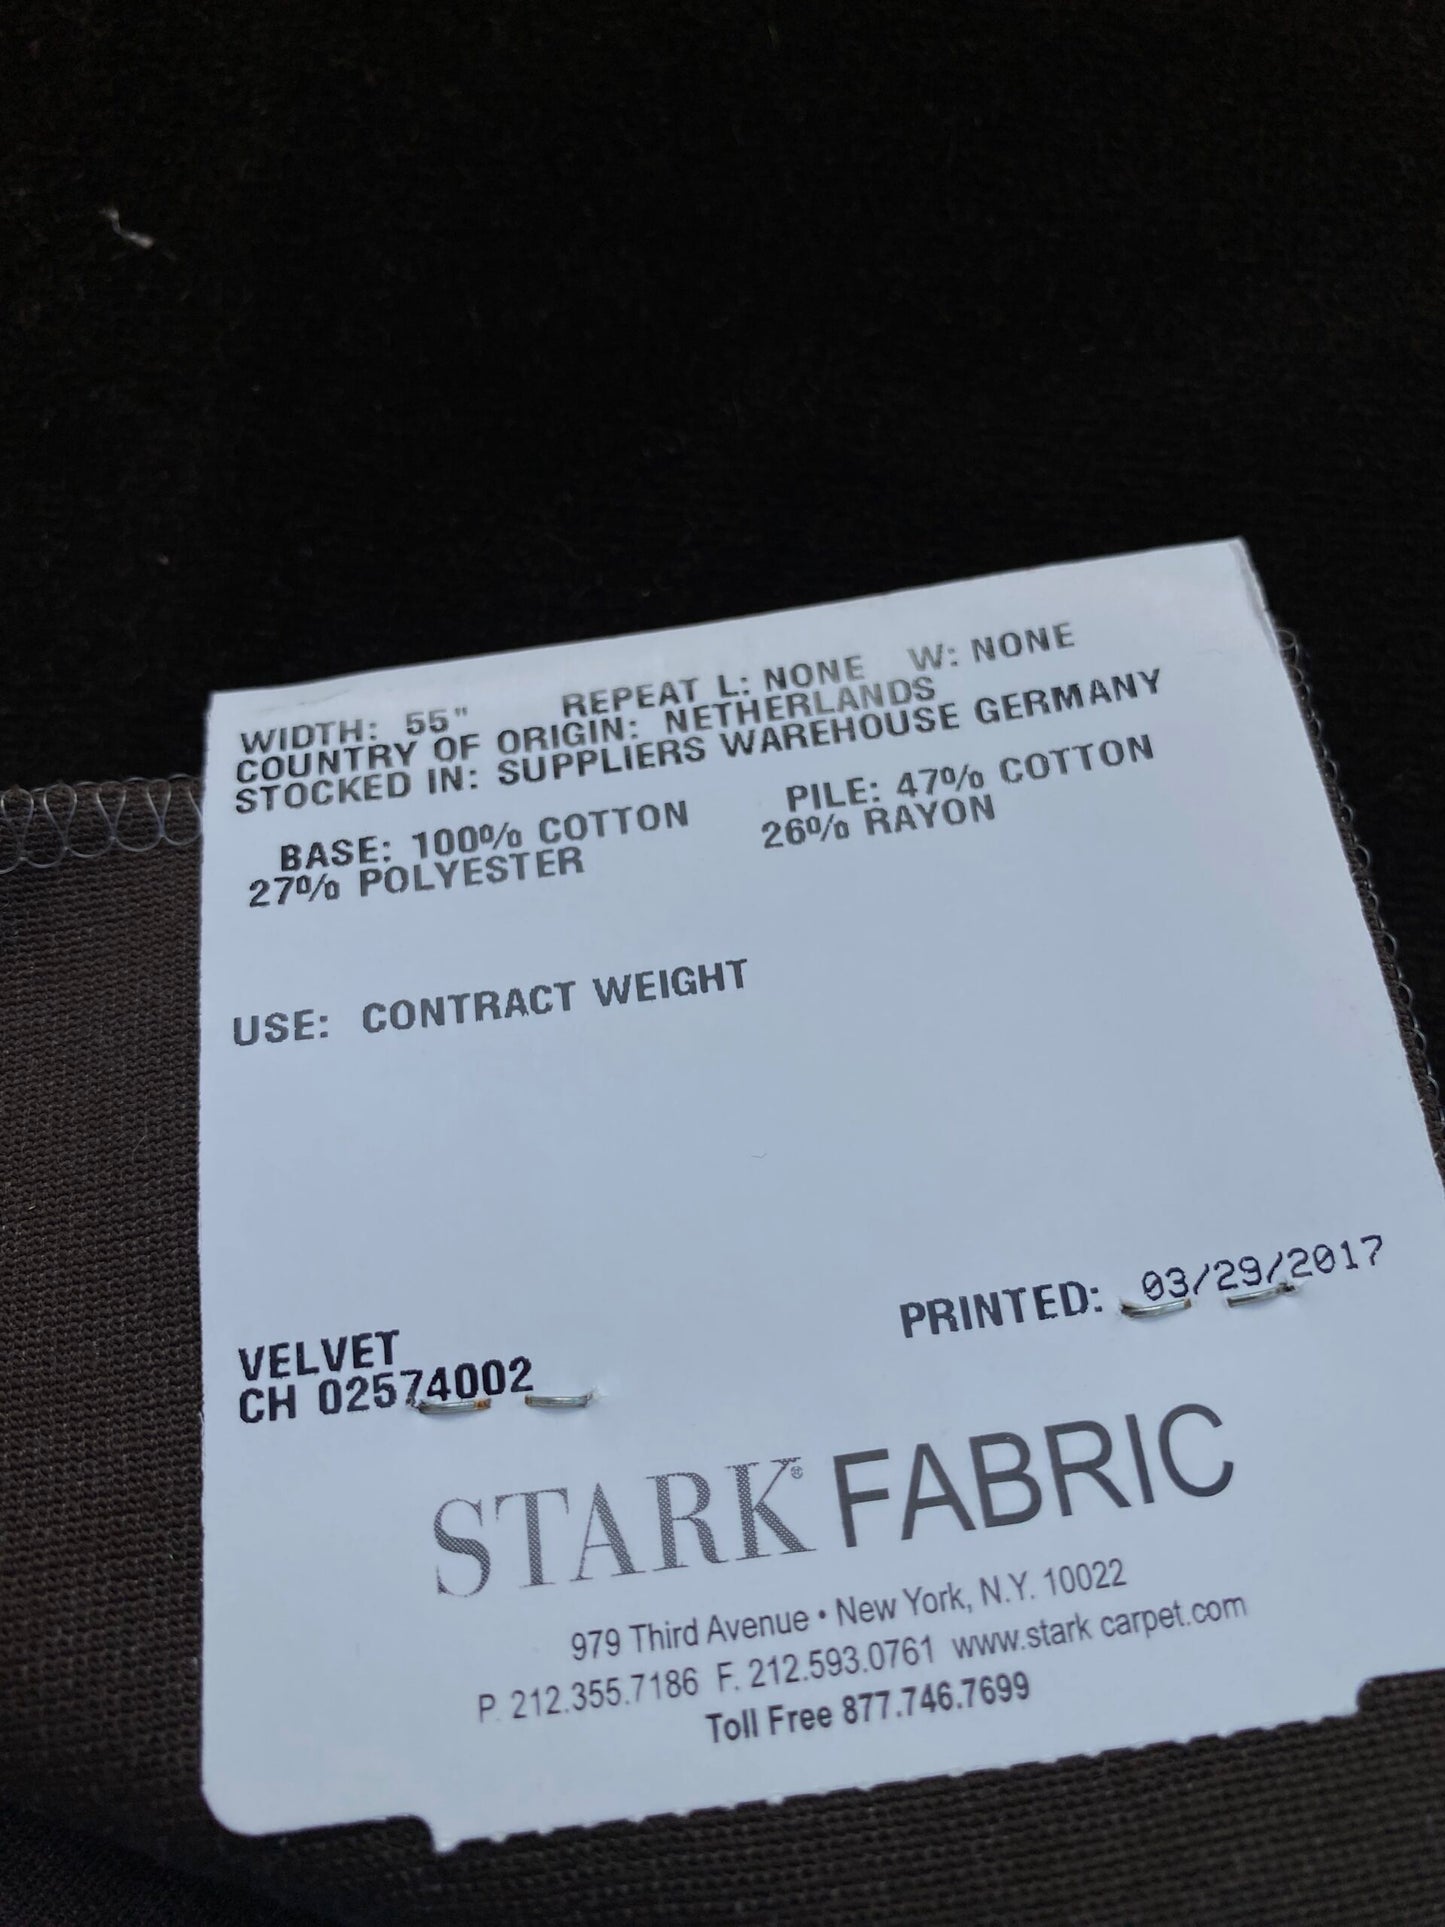 WIDTH: 55" REPEAT L: NONE W: NONE
COUNTRY OF ORIGIN: NETHERLANDS
STOCKED IN: SUPPLIERS WAREHOUSE GERMANY
BASE: 100% COTTON PILE: 47% COTTON
27% POLYESTER 26% RAYON
USE: CONTRACT WEIGHT
PRINTED: 03/29/2017
VELVET
CH 02574002
STARK® FABRIC
979 Third Avenue • New York, N.Y. 10022
P. 212.355.7186 F. 212.593.0761 www.stark carpet.com
Toll Free 877.746.7699